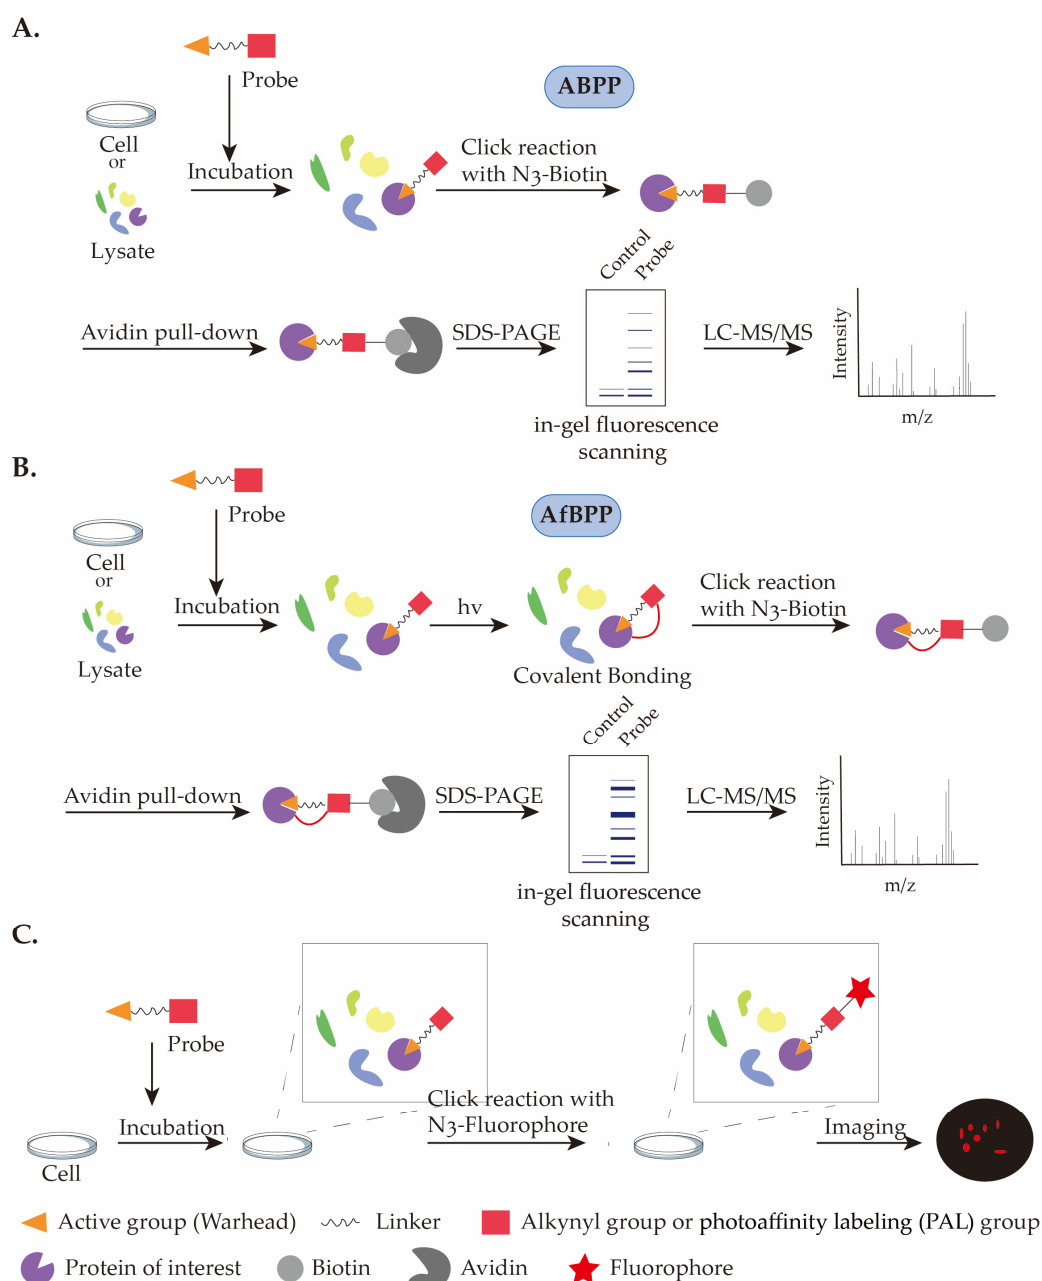 A.
Probe
ABPP
Cell
or
Lysate
Incubation
Click reaction
with N3-Biotin
Control
Probe
Avidin pull-down
SDS-PAGE
LC-MS/MS
Intensity
m/z
in-gel fluorescence
scanning
B.
Probe
AfBPP
Cell
or
Lysate
Incubation
hv
Covalent Bonding
Click reaction
with N3-Biotin
Control
Probe
Avidin pull-down
SDS-PAGE
LC-MS/MS
Intensity
m/z
in-gel fluorescence
scanning
C.
Probe
Incubation
Cell
Click reaction with
N3-Fluorophore
Imaging
Active group (Warhead)
Linker
Alkynyl group or photoaffinity labeling (PAL) group
Protein of interest
Biotin
Avidin
Fluorophore